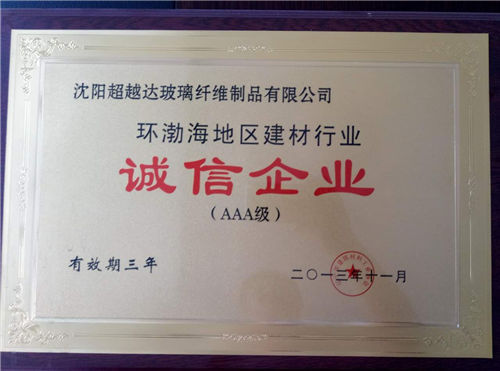 沈阳超越达玻璃纤维制品有限公司
环渤海地区建材行业
诚信企业
（AAA级）
有效期三年
二〇一三年十一月